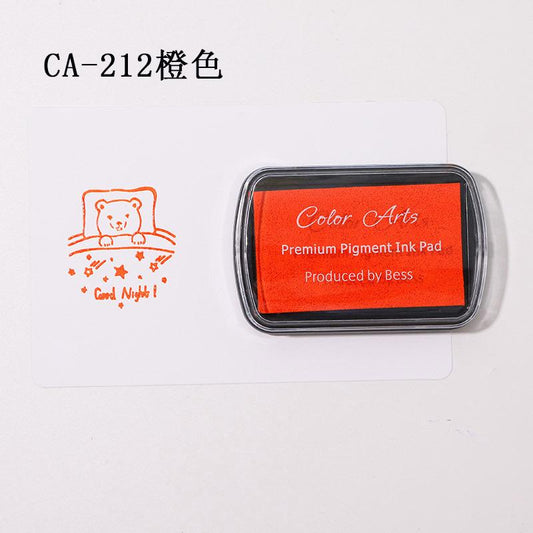 CA-212橙色
Color Arts
Premium Pigment Ink Pad
Produced by Bess
Good Night!